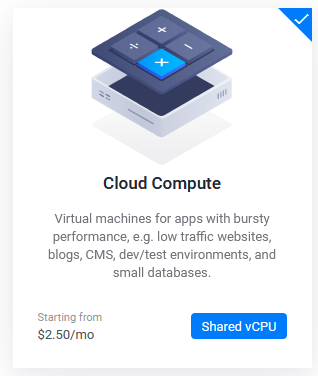 Cloud Compute
Virtual machines for apps with bursty
performance, e.g. low traffic websites,
blogs, CMS, dev/test environments, and
small databases.
Starting from
$2.50/mo
Shared vCPU